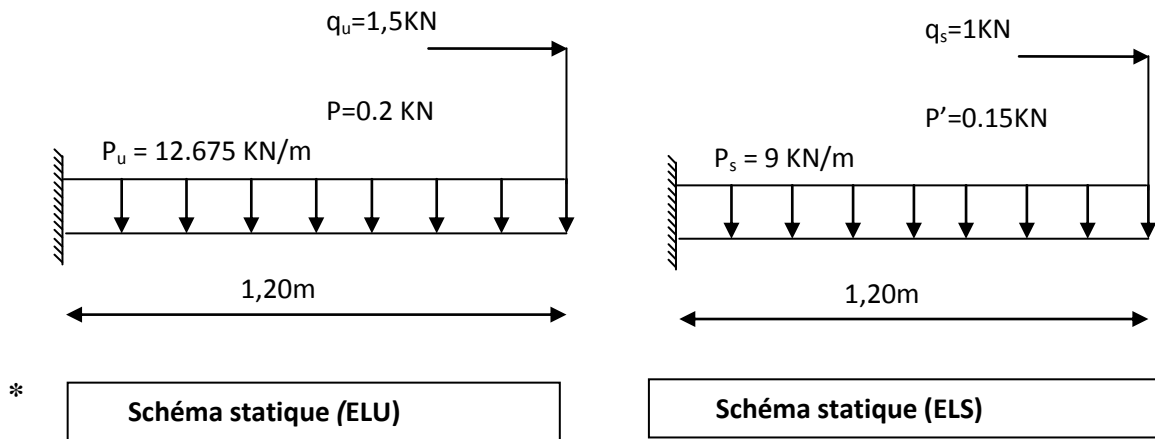 qu=1,5KN
P=0.2 KN
Pu = 12.675 KN/m
1,20m
* Schéma statique (ELU)
qs=1KN
P’=0.15KN
Ps = 9 KN/m
1,20m
Schéma statique (ELS)